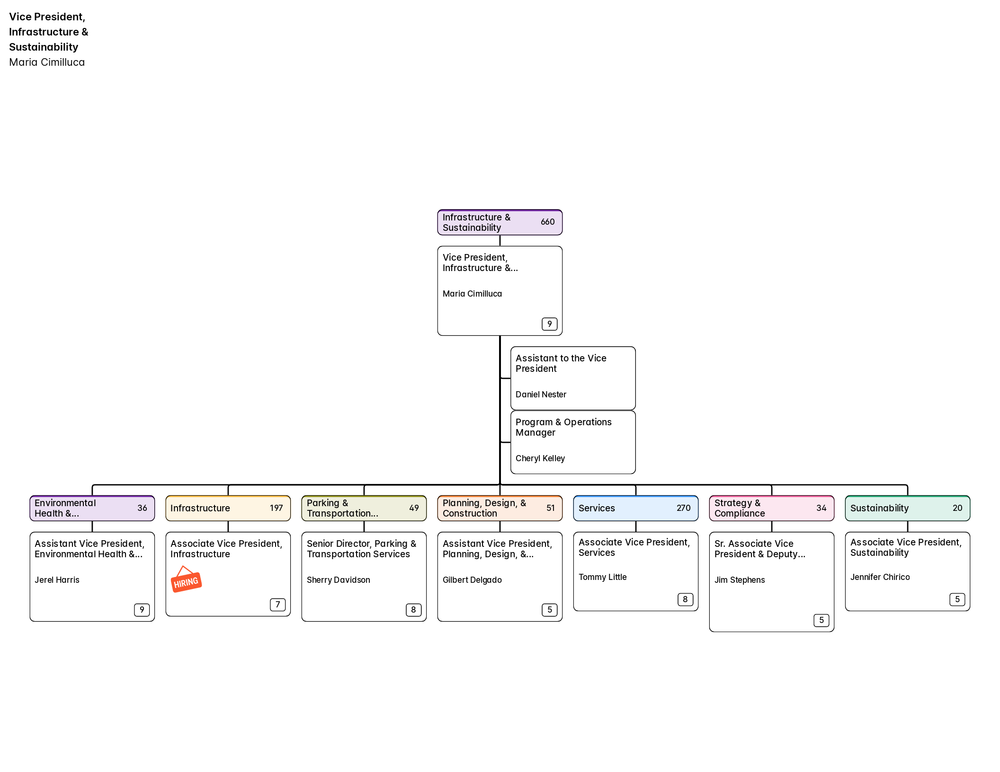 Vice President,
Infrastructure &
Sustainability
Maria Cimilluca
Infrastructure &
Sustainability
660
Vice President,
Infrastructure &...
Maria Cimilluca
9
Assistant to the Vice
President
Daniel Nester
Program & Operations
Manager
Cheryl Kelley
Environmental
Health &...
36
Infrastructure
197
Parking &
Transportation...
49
Planning, Design, &
Construction
51
Services
270
Strategy &
Compliance
34
Sustainability
20
Assistant Vice President,
Environmental Health &...
Jerel Harris
9
Associate Vice President,
Infrastructure
HIRING
7
Senior Director, Parking &
Transportation Services
Sherry Davidson
8
Assistant Vice President,
Planning, Design, &...
Gilbert Delgado
5
Associate Vice President,
Services
Tommy Little
8
Sr. Associate Vice
President & Deputy...
Jim Stephens
5
Associate Vice President,
Sustainability
Jennifer Chirico
5